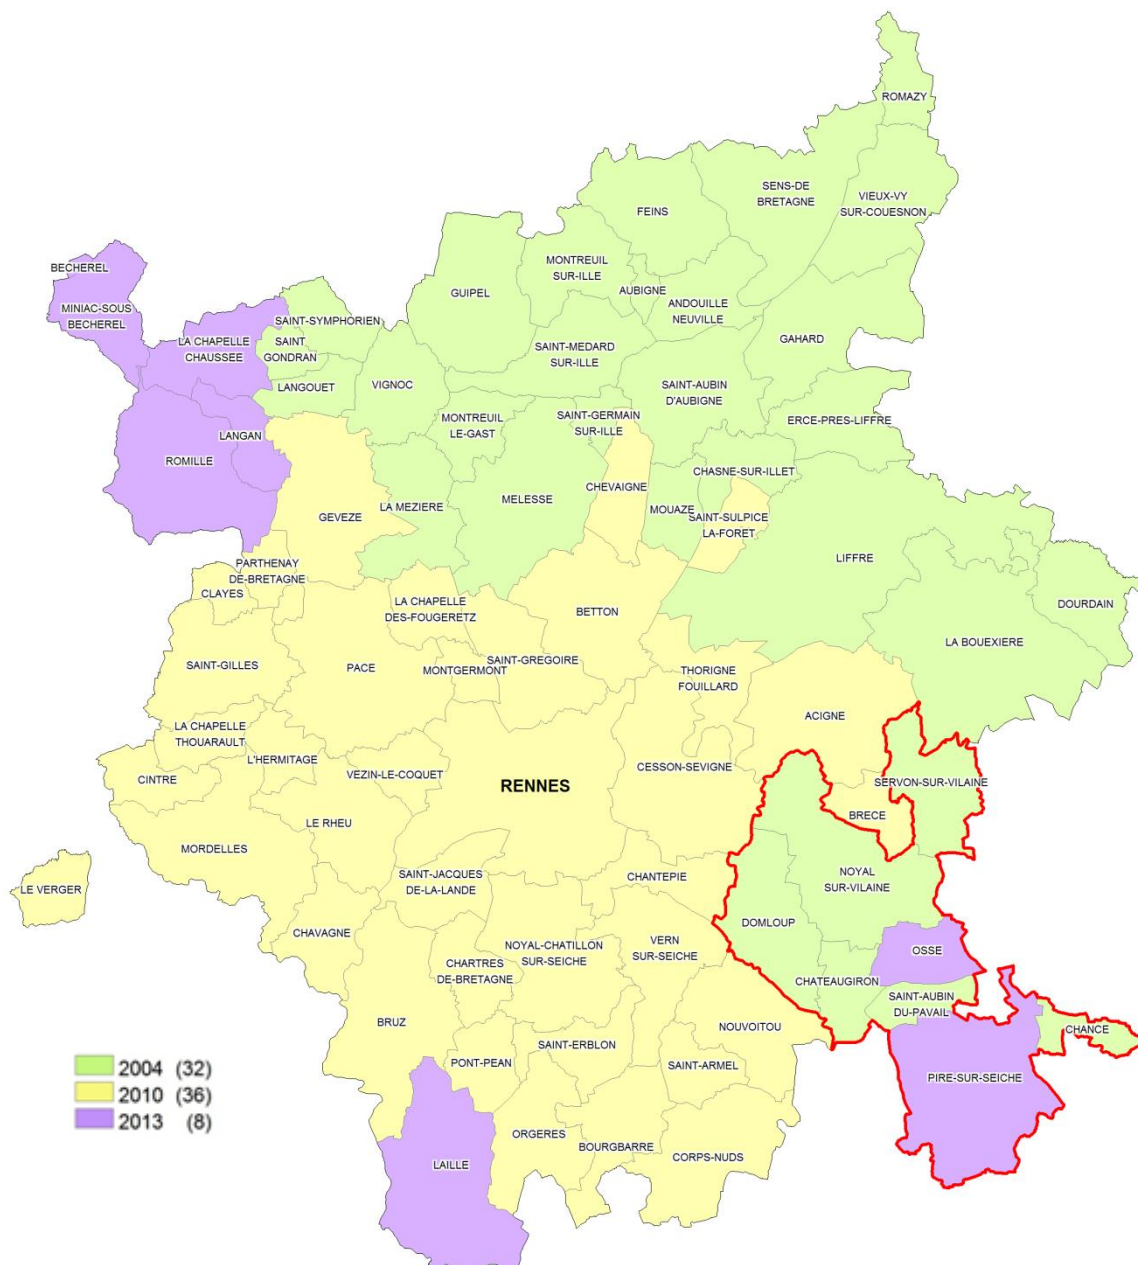 ROMAZY
SENS-DE
BRETAGNE
VIEUX-VY
SUR-COUESNON
FEINS
MONTREUIL
SUR-ILLE
BECHEREL
GUIPEL
AUBIGNE
ANDOUILLE
NEUVILLE
MINIAC-SOUS
BECHEREL
SAINT-SYMPHORIEN
LA CHAPELLE
CHAUSSEE
SAINT
GONDRAN
SAINT-MEDARD
SUR-ILLE
GAHARD
LANGOUET
VIGNOC
SAINT-AUBIN
D'AUBIGNE
MONTREUIL
LE-GAST
SAINT-GERMAIN
SUR-ILLE
ERCE-PRES-LIFFRE
LANGAN
ROMILLE
CHASNE-SUR-ILLET
CHEVAIGNE
MELESSE
LA MEZIERE
MOUAZE
GEVEZE
SAINT-SULPICE
LA-FORET
LIFFRE
PARTHENAY
DE-BRETAGNE
CLAYES
LA CHAPELLE
DES-FOUGERETZ
BETTON
DOURDAIN
LA BOUEXIERE
SAINT-GILLES
PACE
MONTGERMONT
SAINT-GREGOIRE
THORIGNE
FOUILLARD
ACIGNE
LA CHAPELLE
THOUARAULT
L'HERMITAGE
CINTRE
VEZIN-LE-COQUET
CESSON-SEVIGNE
SERVON-SUR-VILAINE
RENNES
BRECE
LE RHEU
MORDELLES
SAINT-JACQUES
DE-LA-LANDE
CHANTEPIE
NOYAL
SUR-VILAINE
LE VERGER
DOMLOUP
CHAVAGNE
NOYAL-CHATILLON
SUR-SEICHE
VERN
SUR-SEICHE
OSSE
CHARTRES
DE-BRETAGNE
CHATEAUGIRON
SAINT-AUBIN
DU-PAVAIL
BRUZ
NOUVOITOU
CHANCE
SAINT-ERBLON
PONT-PEAN
SAINT-ARMEL
PIRE-SUR-SEICHE
2004 (32)
2010 (36)
2013 (8)
ORGERES
BOURGBARRE
CORPS-NUDS
LAILLE